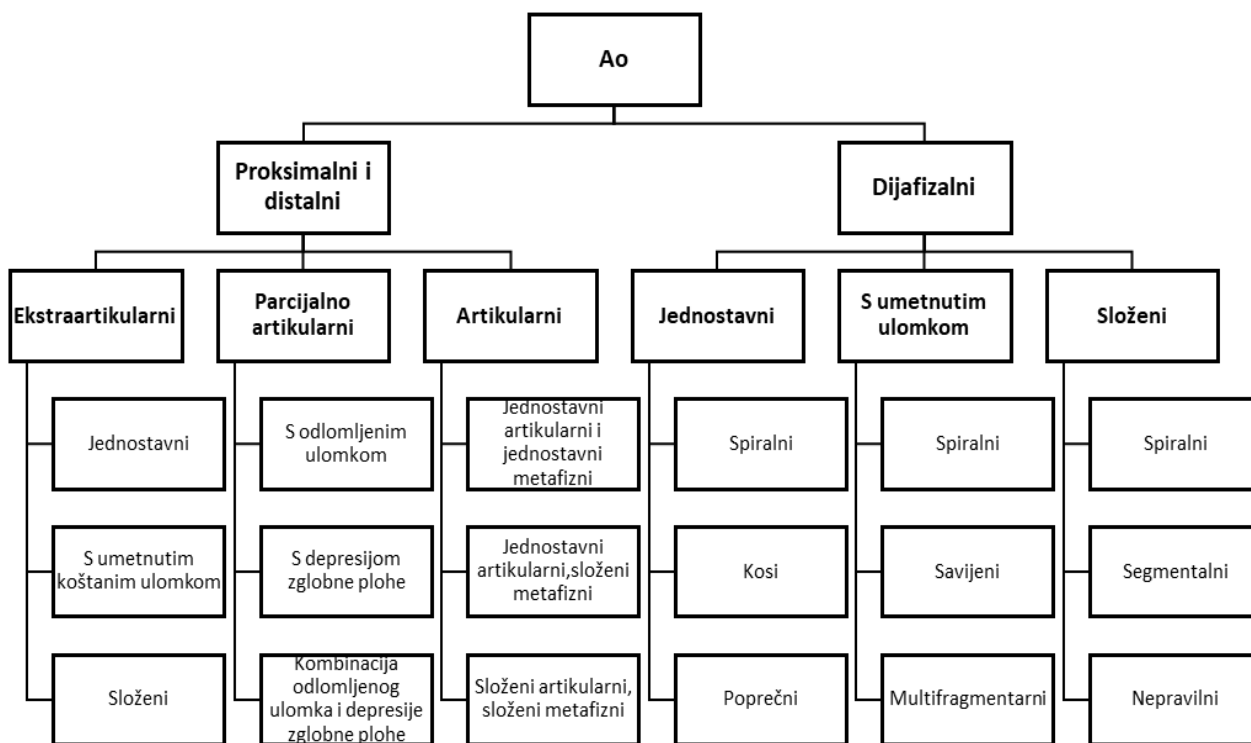 Ao
Proksimalni i
distalni
Dijafizalni
Ekstraartikularni
Parcijalno
artikularni
Artikularni
Jednostavni
S umetnutim
ulomkom
Složeni
Jednostavni
S umetnutim
koštanim ulomkom
Složeni
S odlomljenim
ulomkom
S depresijom
zglobne plohe
Kombinacija
odlomljenog
ulomka i depresije
zglobne plohe
Jednostavni
artikularni i
jednostavni
metafizni
Jednostavni
artikularni,složeni
metafizni
Složeni artikularni,
složeni metafizni
Spiralni
Kosi
Poprečni
Spiralni
Savijeni
Multifragmentarni
Spiralni
Segmentalni
Nepravilni